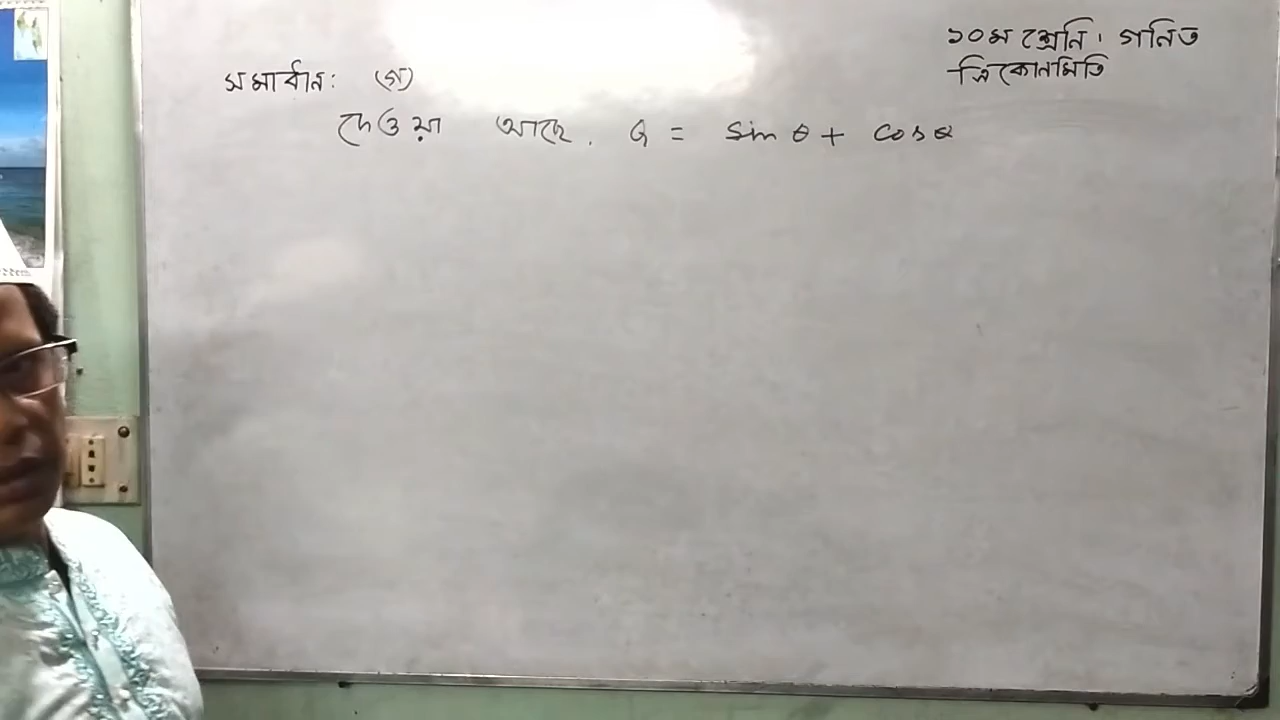 ১০ম শ্রেনি। গনিত
ত্রিকোনমিতি
সমার্ধান: (গ)
দেওয়া আছে, Q = sin θ + cos θ